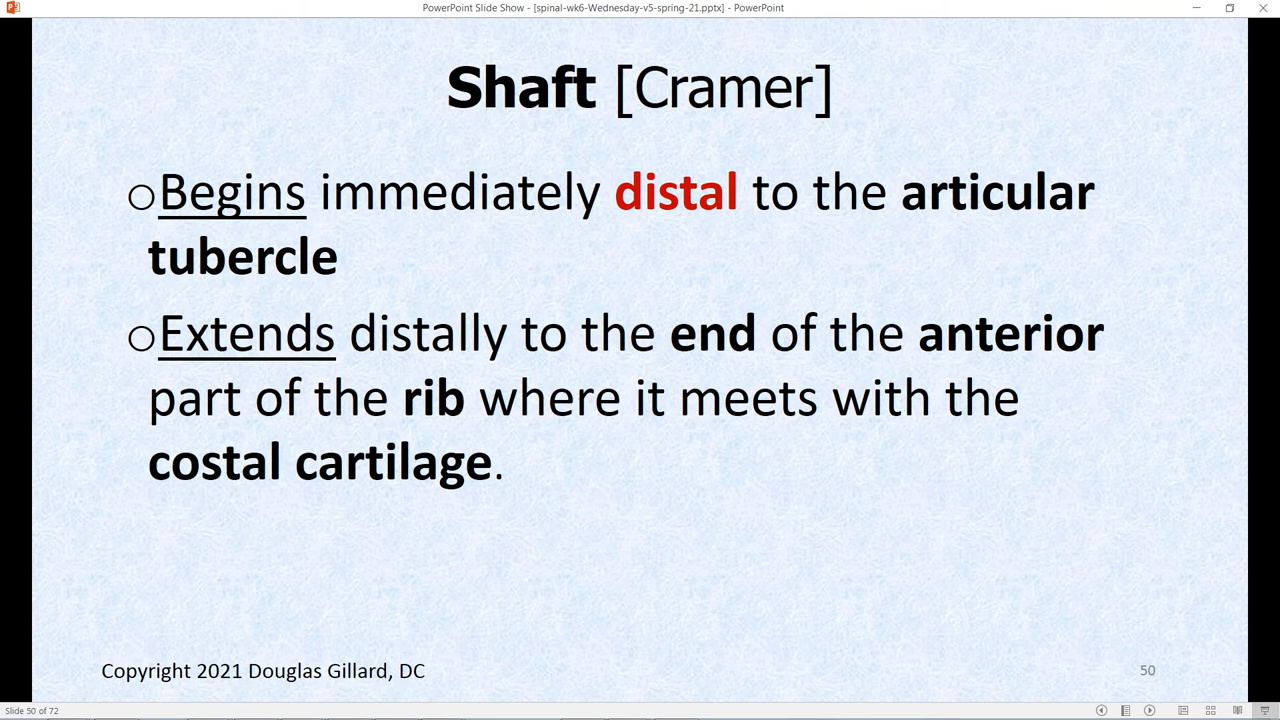 PowerPoint Slide Show - [spinal-wk6-Wednesday-v5-spring-21.pptx] - PowerPoint
Shaft [Cramer]
oBegins immediately distal to the articular
tubercle
oExtends distally to the end of the anterior
part of the rib where it meets with the
costal cartilage.
Copyright 2021 Douglas Gillard, DC
50
Slide 50 of 72